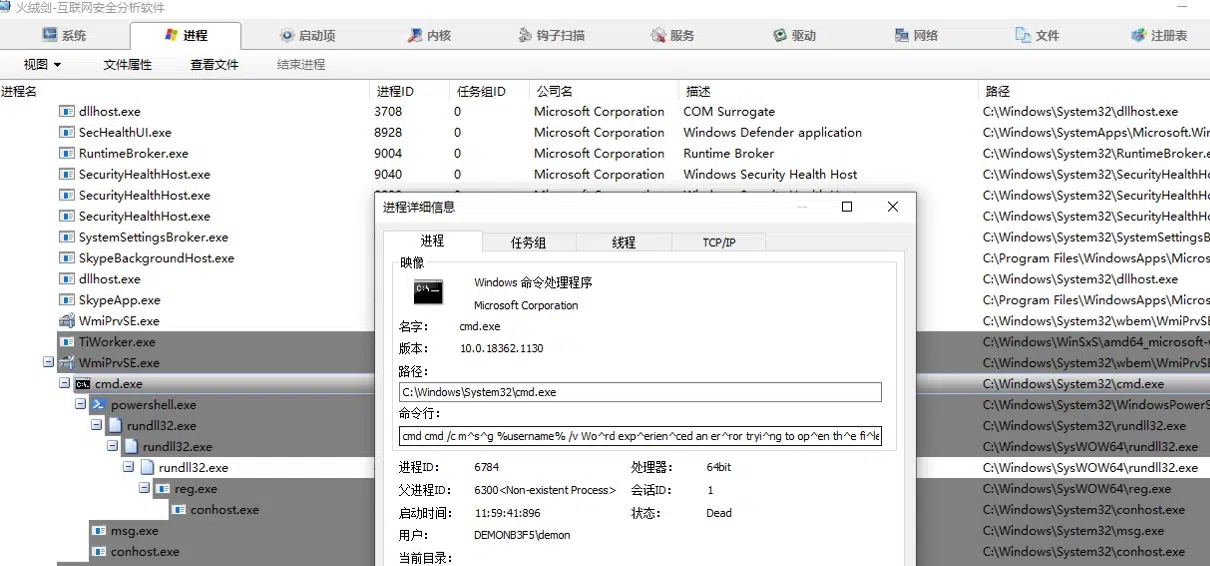 火绒剑-互联网安全分析软件
系统 进程 启动项 内核 钩子扫描 服务 驱动 网络 文件 注册表
视图 文件属性 查看文件 结束进程
进程名 进程ID 任务组ID 公司名 描述 路径
dllhost.exe 3708 0 Microsoft Corporation COM Surrogate C:\Windows\System32\dllhost.exe
SecHealthUI.exe 8928 0 Microsoft Corporation Windows Defender application C:\Windows\SystemApps\Microsoft.Win
RuntimeBroker.exe 9004 0 Microsoft Corporation Runtime Broker C:\Windows\System32\RuntimeBroker.e
SecurityHealthHost.exe 9040 0 Microsoft Corporation Windows Security Health Host C:\Windows\System32\SecurityHealthHo
SecurityHealthHost.exe C:\Windows\System32\SecurityHealthHo
SecurityHealthHost.exe C:\Windows\System32\SecurityHealthHo
SystemSettingsBroker.exe C:\Windows\System32\SystemSettingsB
SkypeBackgroundHost.exe C:\Program Files\WindowsApps\Micros
dllhost.exe C:\Windows\System32\dllhost.exe
SkypeApp.exe C:\Program Files\WindowsApps\Micros
WmiPrvSE.exe C:\Windows\System32\wbem\WmiPrvSE
TiWorker.exe C:\Windows\WinSxS\amd64_microsoft-w
WmiPrvSE.exe C:\Windows\System32\wbem\WmiPrvSE
cmd.exe C:\Windows\System32\cmd.exe
powershell.exe C:\Windows\System32\WindowsPowerS
rundll32.exe C:\Windows\System32\rundll32.exe
rundll32.exe C:\Windows\SysWOW64\rundll32.exe
rundll32.exe C:\Windows\SysWOW64\rundll32.exe
reg.exe C:\Windows\SysWOW64\reg.exe
conhost.exe C:\Windows\System32\conhost.exe
msg.exe C:\Windows\System32\msg.exe
conhost.exe C:\Windows\System32\conhost.exe
进程详细信息
进程 任务组 线程 TCP/IP
映像
Windows 命令处理程序
Microsoft Corporation
名字: cmd.exe
版本: 10.0.18362.1130
路径:
C:\Windows\System32\cmd.exe
命令行:
cmd cmd /c m^s^g %username% /v Wo^rd exp^erien^ced an er^ror tryi^ng to op^en th^e fi^le
进程ID: 6784 处理器: 64bit
父进程ID: 6300<Non-existent Process> 会话ID: 1
启动时间: 11:59:41:896 状态: Dead
用户: DEMONB3F5\demon
当前目录: